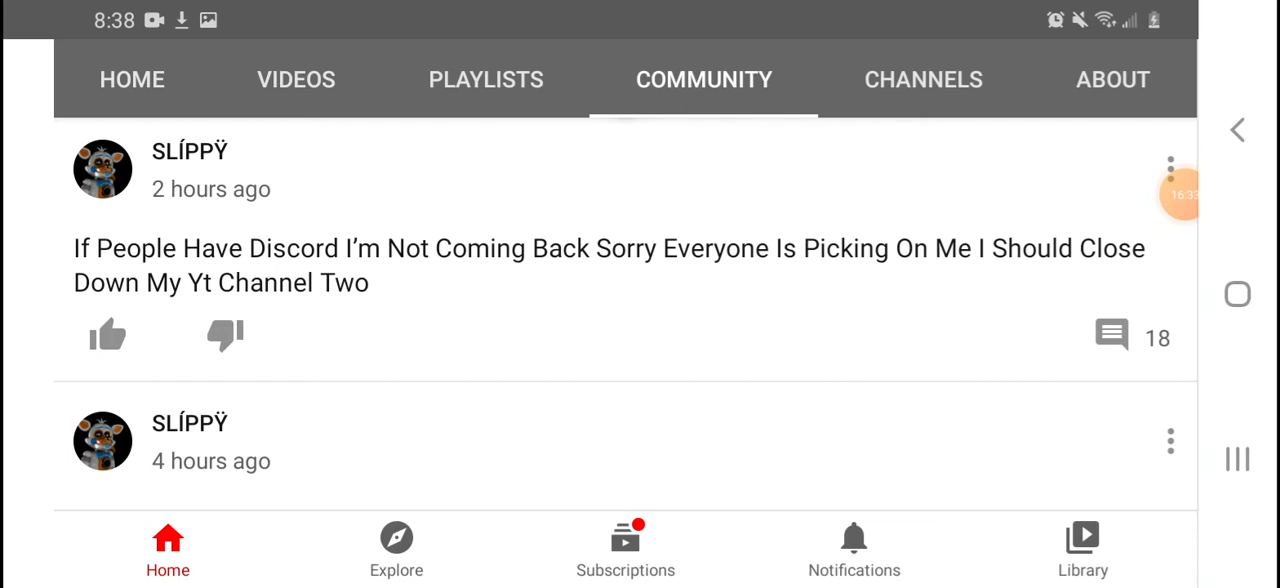 8:38
HOME VIDEOS PLAYLISTS COMMUNITY CHANNELS ABOUT
SLÍPPŸ
2 hours ago
16:33
If People Have Discord I’m Not Coming Back Sorry Everyone Is Picking On Me I Should Close
Down My Yt Channel Two
18
SLÍPPŸ
4 hours ago
Home Explore Subscriptions Notifications Library